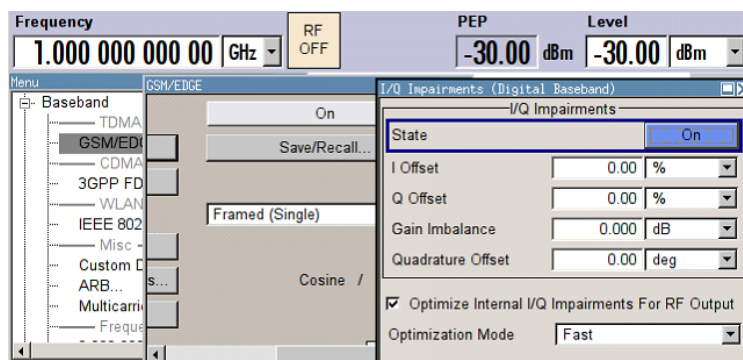 Frequency
RF
OFF
PEP
Level
1.000 000 000 00 GHz
-30.00 dBm
-30.00 dBm
Menu
GSM/EDGE
I/Q Impairments (Digital Baseband)
Baseband
TDMA
GSM/EDG
CDMA
3GPP FD
WLAN
IEEE 802
Misc
Custom D
ARB...
Multicarri
Freque
On
Save/Recall...
Framed (Single)
s...
Cosine /
I/Q Impairments
State On
I Offset 0.00 %
Q Offset 0.00 %
Gain Imbalance 0.000 dB
Quadrature Offset 0.00 deg
Optimize Internal I/Q Impairments For RF Output
Optimization Mode Fast